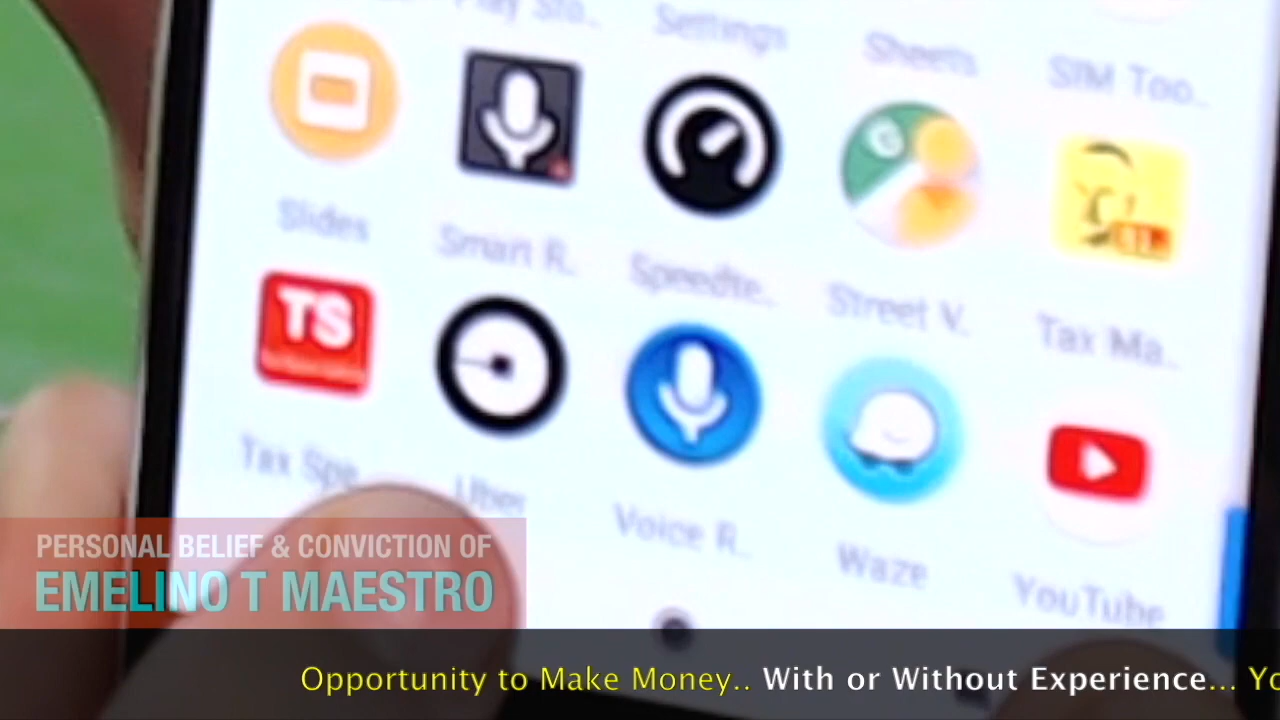 Play Sto..
Settings
Sheets
SIM Too..
Slides
Smart R..
Speedte..
Street V..
Tax Ma..
TS
Tax Spe
Uber
Voice R..
Waze
YouTube
PERSONAL BELIEF & CONVICTION OF
EMELINO T MAESTRO
Opportunity to Make Money.. With or Without Experience... Yo